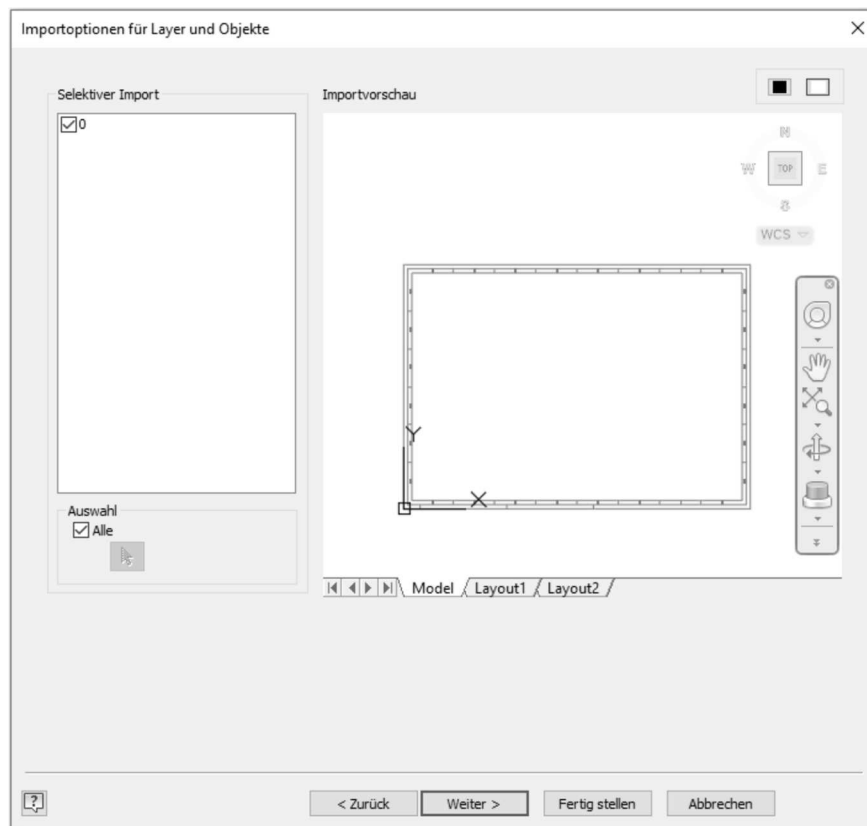 Importoptionen für Layer und Objekte
Selektiver Import
0
Auswahl
Alle
Importvorschau
N
W
TOP
E
S
WCS
Y
X
Model
Layout1
Layout2
?
< Zurück
Weiter >
Fertig stellen
Abbrechen